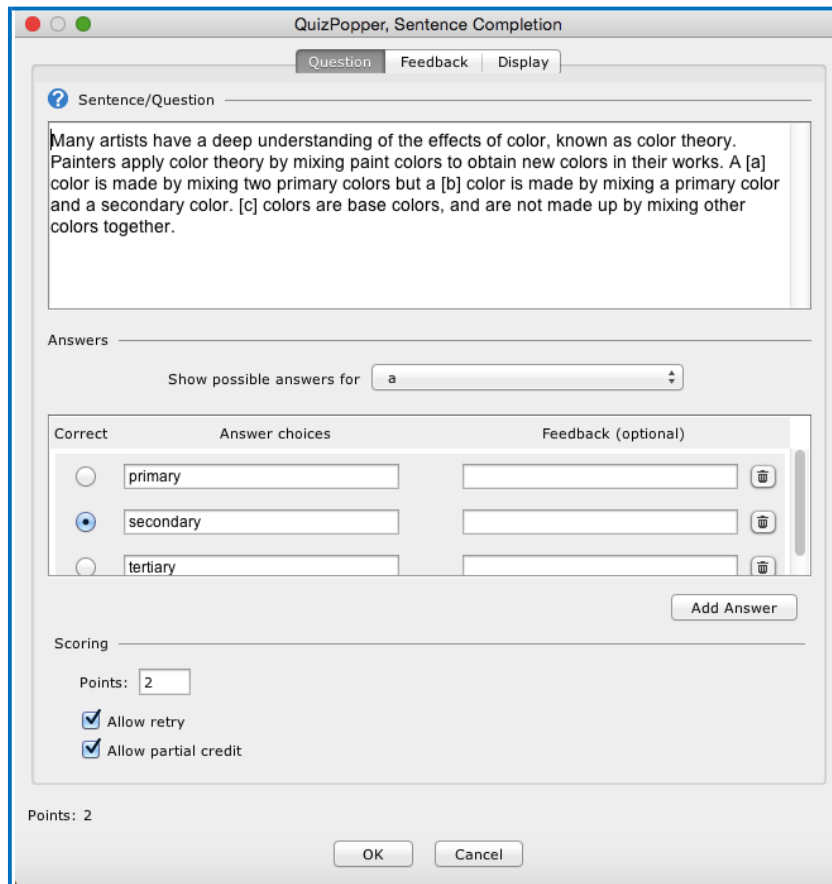 QuizPopper, Sentence Completion
Question Feedback Display
? Sentence/Question
Many artists have a deep understanding of the effects of color, known as color theory.
Painters apply color theory by mixing paint colors to obtain new colors in their works. A [a]
color is made by mixing two primary colors but a [b] color is made by mixing a primary color
and a secondary color. [c] colors are base colors, and are not made up by mixing other
colors together.
Answers
Show possible answers for a
Correct Answer choices Feedback (optional)
primary
secondary
tertiary
Add Answer
Scoring
Points: 2
Allow retry
Allow partial credit
Points: 2
OK Cancel